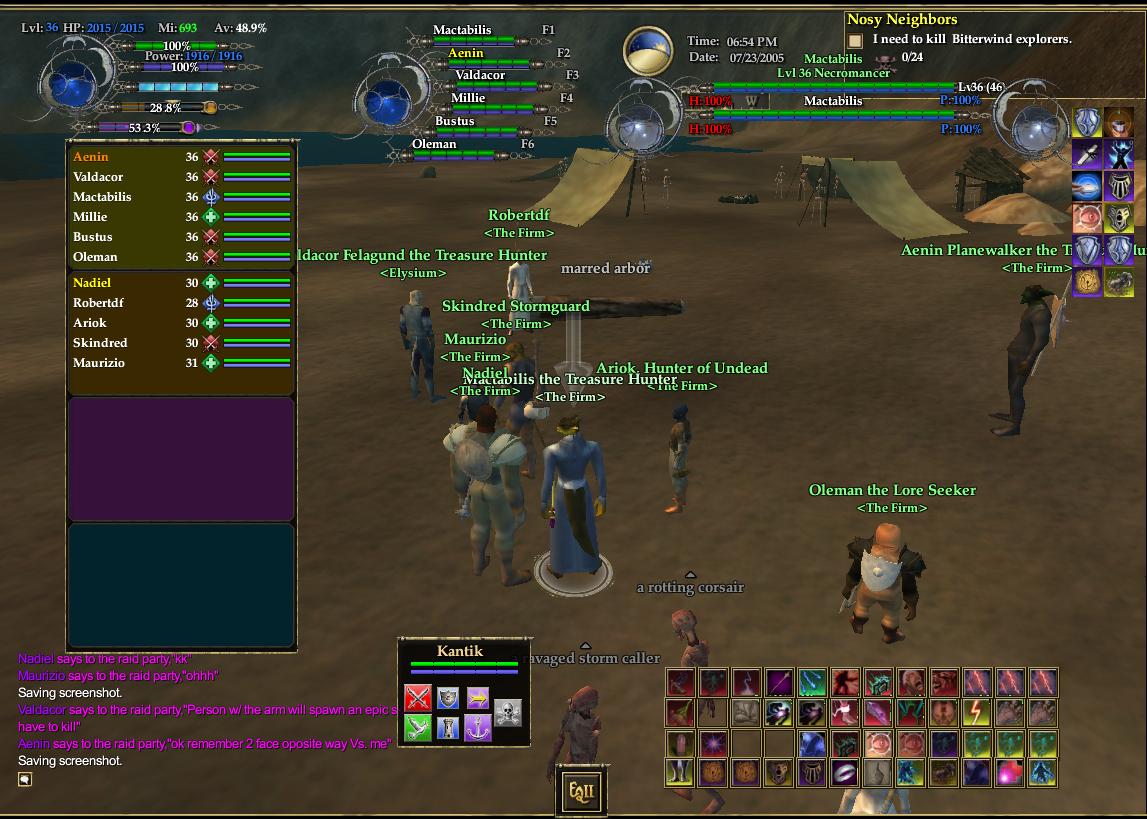 Lvl: 36 HP: 2015 / 2015 Mi: 693 Av: 48.9%
100%
Power: 1916 / 1916
100%
28.8%
53.3%
Mactabilis F1
Aenin F2
Valdacor F3
Millie F4
Bustus F5
Oleman F6
Time: 06:54 PM
Date: 07/23/2005
Mactabilis
Lvl 36 Necromancer
Lv36 (46
H: 100% W Mactabilis P: 100%
H: 100% P: 100%
Nosy Neighbors
I need to kill Bitterwind explorers.
0/24
Aenin 36
Valdacor 36
Mactabilis 36
Millie 36
Bustus 36
Oleman 36
Nadiel 30
Robertdf 28
Ariok 30
Skindred 30
Maurizio 31
Robertdf
<The Firm>
ldacor Felagund the Treasure Hunter
<Elysium>
marred arbor
Aenin Planewalker the
<The Firm>
Skindred Stormguard
<The Firm>
Maurizio
<The Firm>
Nadiel
<The Firm>
Mactabilis the Treasure Hunter
<The Firm>
Ariok, Hunter of Undead
<The Firm>
Oleman the Lore Seeker
<The Firm>
a rotting corsair
ravaged storm caller
Kantik
Nadiel says to the raid party,"kk"
Maurizio says to the raid party,"ohhh"
Saving screenshot.
Valdacor says to the raid party,"Person w/ the arm will spawn an epic s
have to kill"
Aenin says to the raid party,"ok remember 2 face opposite way Vs. me"
Saving screenshot.
EQII